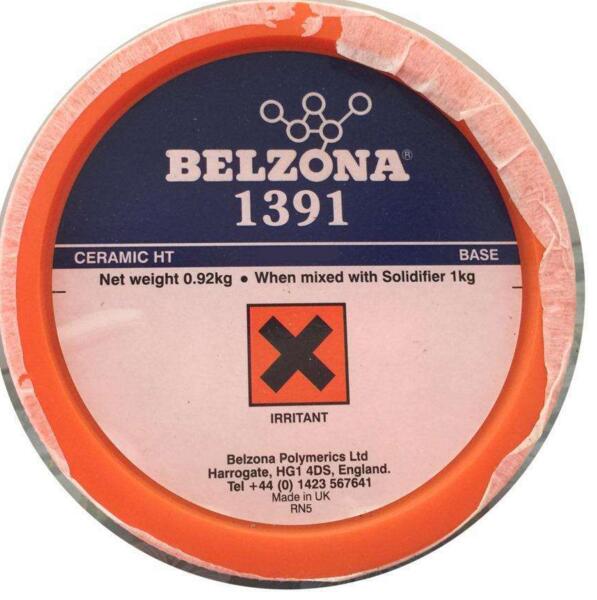 BELZONA®
1391
CERAMIC HT BASE
Net weight 0.92kg • When mixed with Solidifier 1kg
IRRITANT
Belzona Polymerics Ltd
Harrogate, HG1 4DS, England.
Tel +44 (0) 1423 567641
Made in UK
RN5